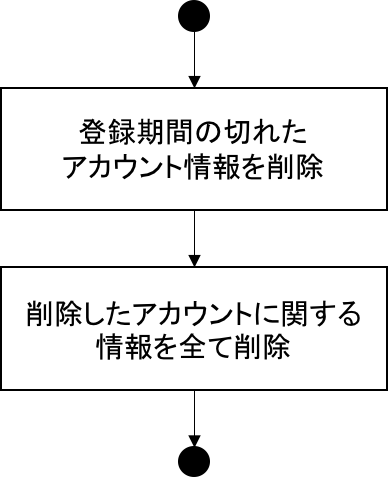 登録期間の切れた
アカウント情報を削除
削除したアカウントに関する
情報を全て削除